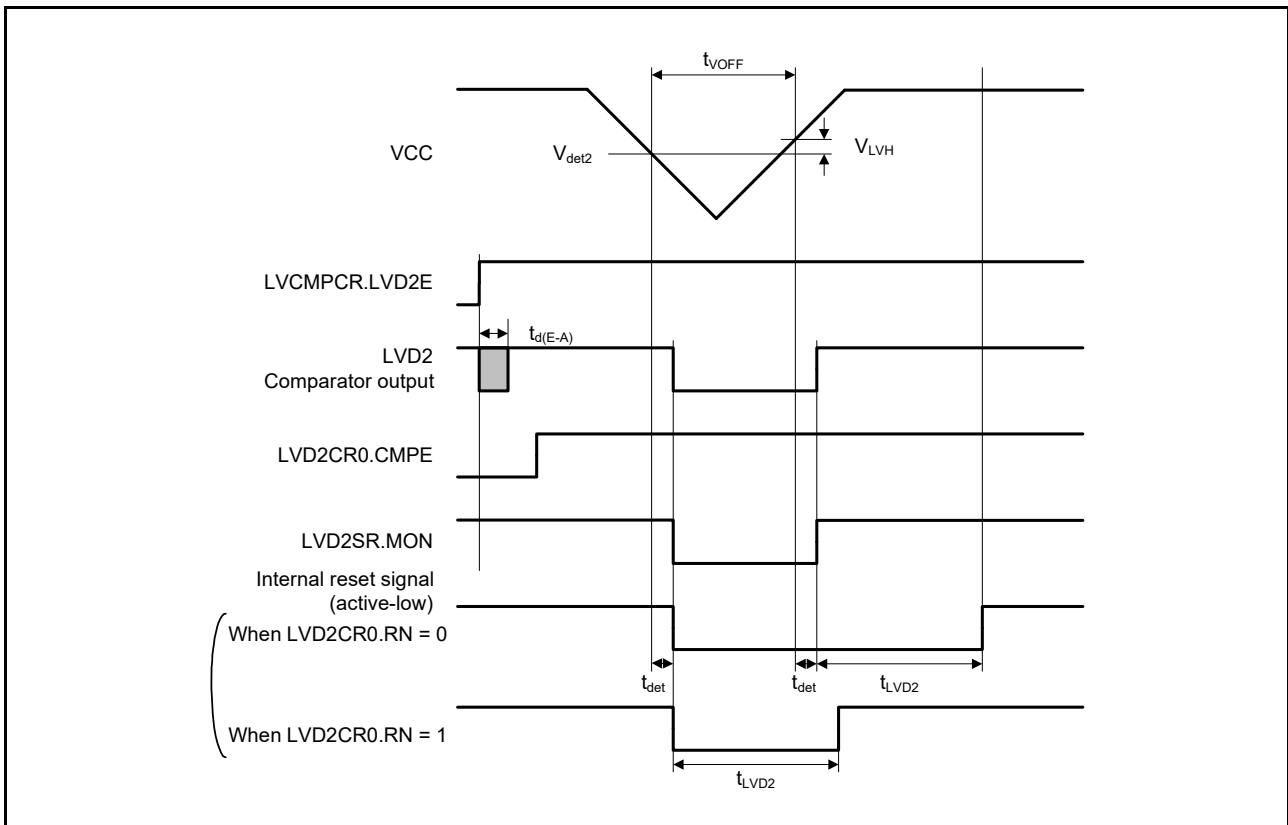 tVOFF
VCC
Vdet2
VLVH
LVCMPCR.LVD2E
td(E-A)
LVD2
Comparator output
LVD2CR0.CMPE
LVD2SR.MON
Internal reset signal
(active-low)
When LVD2CR0.RN = 0
tdet
tdet
tLVD2
When LVD2CR0.RN = 1
tLVD2